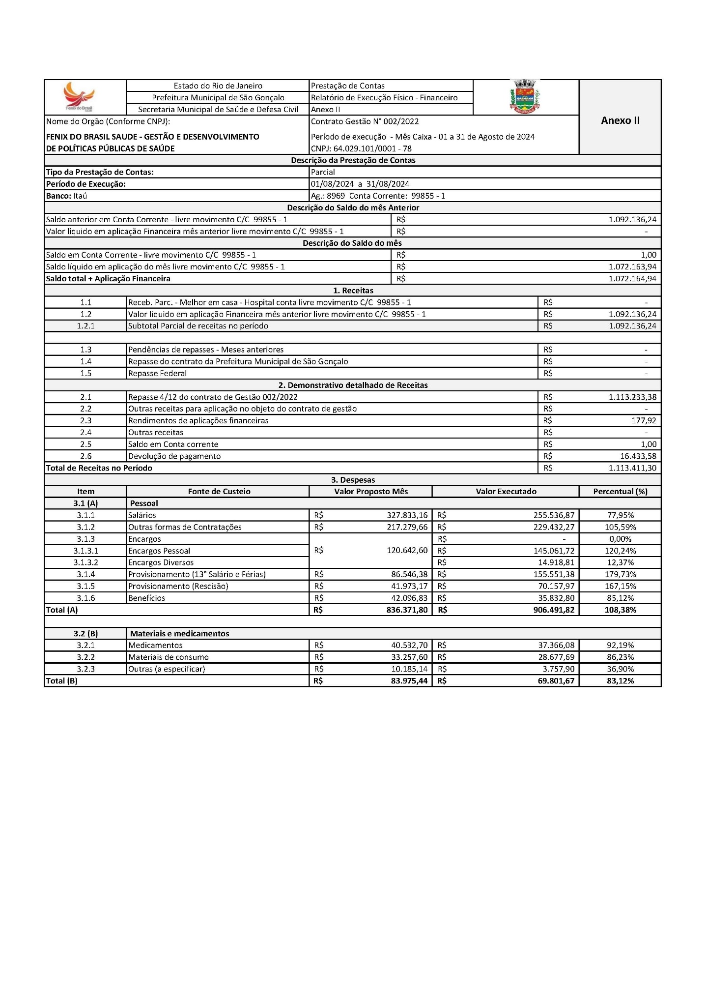 Fenix do Brasil
Saúde
Estado do Rio de Janeiro
Prestação de Contas
Prefeitura Municipal de São Gonçalo
Relatório de Execução Físico - Financeiro
Secretaria Municipal de Saúde e Defesa Civil
Anexo II
SÃO GONÇALO
Anexo II
Nome do Orgão (Conforme CNPJ):
Contrato Gestão N° 002/2022
FENIX DO BRASIL SAUDE - GESTÃO E DESENVOLVIMENTO
DE POLÍTICAS PÚBLICAS DE SAÚDE
Período de execução - Mês Caixa - 01 a 31 de Agosto de 2024
CNPJ: 64.029.101/0001 - 78
Descrição da Prestação de Contas
Tipo da Prestação de Contas: Parcial
Período de Execução: 01/08/2024 a 31/08/2024
Banco: Itaú Ag.: 8969 Conta Corrente: 99855 - 1
Descrição do Saldo do mês Anterior
Saldo anterior em Conta Corrente - livre movimento C/C 99855 - 1 R$ 1.092.136,24
Valor líquido em aplicação Financeira mês anterior livre movimento C/C 99855 - 1 R$ -
Descrição do Saldo do mês
Saldo em Conta Corrente - livre movimento C/C 99855 - 1 R$ 1,00
Saldo líquido em aplicação do mês livre movimento C/C 99855 - 1 R$ 1.072.163,94
Saldo total + Aplicação Financeira R$ 1.072.164,94
1. Receitas
1.1 Receb. Parc. - Melhor em casa - Hospital conta livre movimento C/C 99855 - 1 R$ -
1.2 Valor líquido em aplicação Financeira mês anterior livre movimento C/C 99855 - 1 R$ 1.092.136,24
1.2.1 Subtotal Parcial de receitas no período R$ 1.092.136,24
1.3 Pendências de repasses - Meses anteriores R$ -
1.4 Repasse do contrato da Prefeitura Municipal de São Gonçalo R$ -
1.5 Repasse Federal R$ -
2. Demonstrativo detalhado de Receitas
2.1 Repasse 4/12 do contrato de Gestão 002/2022 R$ 1.113.233,38
2.2 Outras receitas para aplicação no objeto do contrato de gestão R$ -
2.3 Rendimentos de aplicações financeiras R$ 177,92
2.4 Outras receitas R$ -
2.5 Saldo em Conta corrente R$ 1,00
2.6 Devolução de pagamento R$ 16.433,58
Total de Receitas no Período R$ 1.113.411,30
3. Despesas
Item Fonte de Custeio Valor Proposto Mês Valor Executado Percentual (%)
3.1 (A) Pessoal
3.1.1 Salários R$ 327.833,16 R$ 255.536,87 77,95%
3.1.2 Outras formas de Contratações R$ 217.279,66 R$ 229.432,27 105,59%
3.1.3 Encargos R$ - 0,00%
3.1.3.1 Encargos Pessoal R$ 120.642,60 R$ 145.061,72 120,24%
3.1.3.2 Encargos Diversos R$ 14.918,81 12,37%
3.1.4 Provisionamento (13° Salário e Férias) R$ 86.546,38 R$ 155.551,38 179,73%
3.1.5 Provisionamento (Rescisão) R$ 41.973,17 R$ 70.157,97 167,15%
3.1.6 Benefícios R$ 42.096,83 R$ 35.832,80 85,12%
Total (A) R$ 836.371,80 R$ 906.491,82 108,38%
3.2 (B) Materiais e medicamentos
3.2.1 Medicamentos R$ 40.532,70 R$ 37.366,08 92,19%
3.2.2 Materiais de consumo R$ 33.257,60 R$ 28.677,69 86,23%
3.2.3 Outras (a especificar) R$ 10.185,14 R$ 3.757,90 36,90%
Total (B) R$ 83.975,44 R$ 69.801,67 83,12%